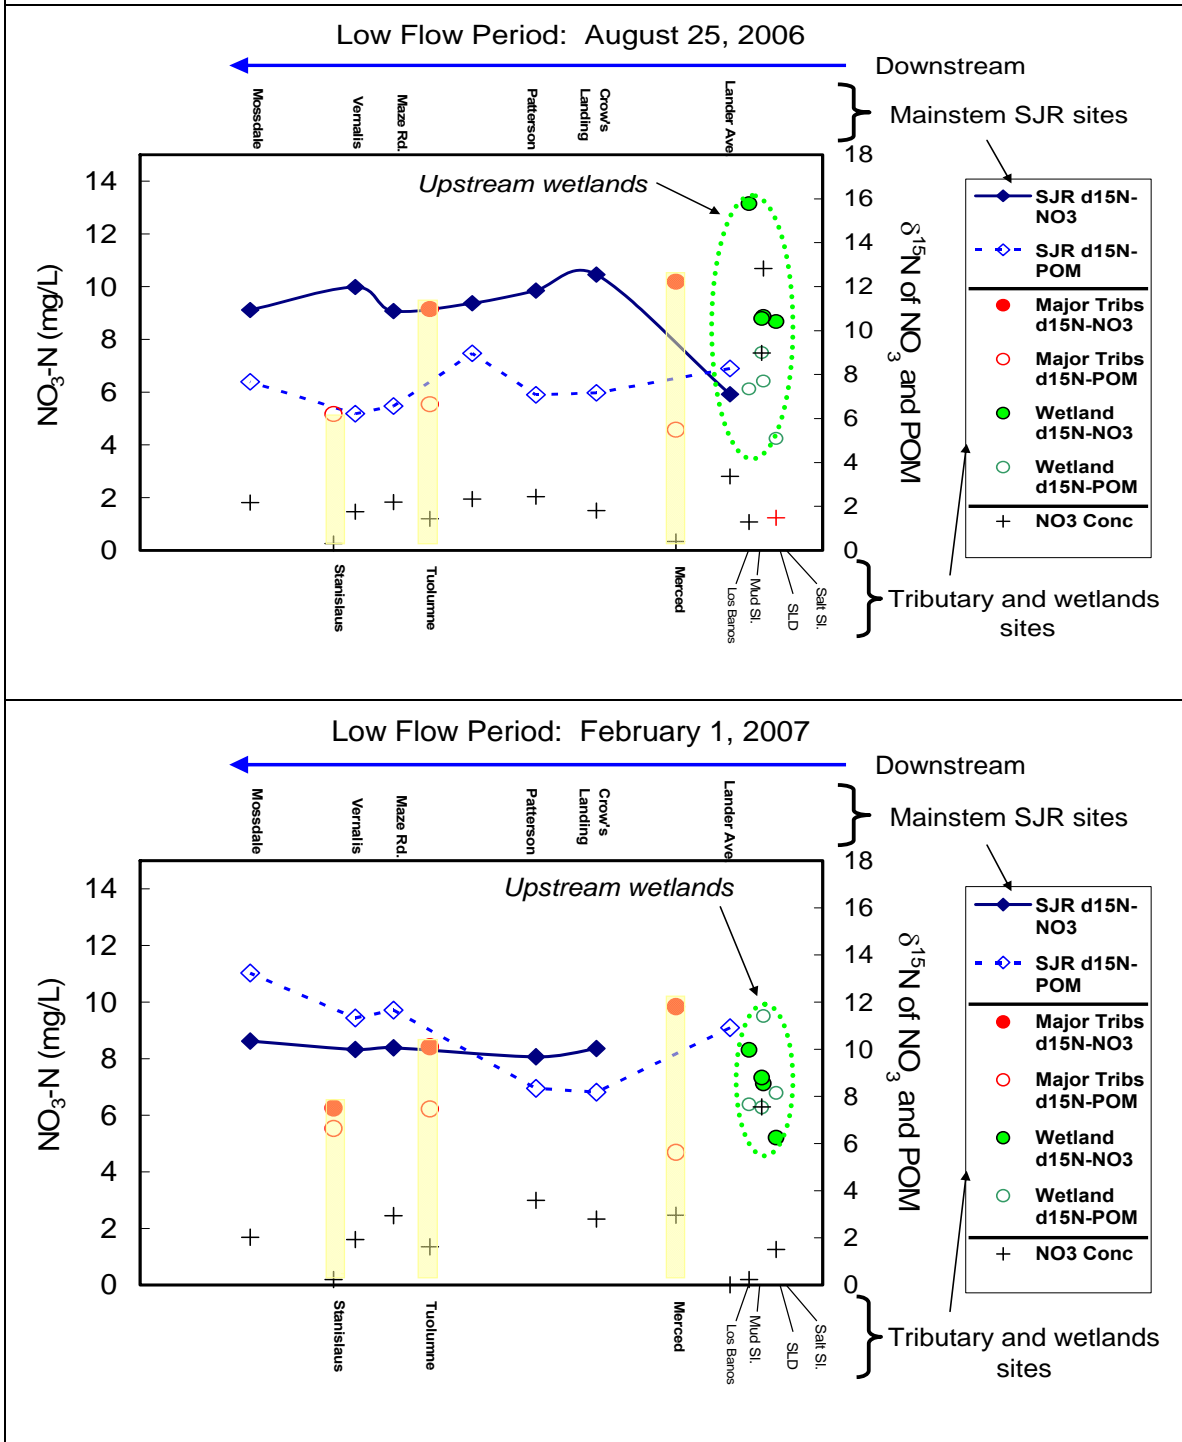 Low Flow Period:  August 25, 2006
Downstream
Mainstem SJR sites
Mossdale
Vernalis
Maze Rd.
Patterson
Crow's
Landing
Lander Ave
Upstream wetlands
14
12
10
8
6
4
2
0
NO3-N (mg/L)
18
16
14
12
10
8
6
4
2
0
δ15N of NO3 and POM
SJR d15N-
NO3
SJR d15N-
POM
Major Tribs
d15N-NO3
Major Tribs
d15N-POM
Wetland
d15N-NO3
Wetland
d15N-POM
NO3 Conc
Stanislaus
Tuolumne
Merced
Los Banos
Mud Sl.
SLD
Salt Sl.
Tributary and wetlands
sites
Low Flow Period:  February 1, 2007
Downstream
Mainstem SJR sites
Mossdale
Vernalis
Maze Rd.
Patterson
Crow's
Landing
Lander Ave.
Upstream wetlands
14
12
10
8
6
4
2
0
NO3-N (mg/L)
18
16
14
12
10
8
6
4
2
0
δ15N of NO3 and POM
SJR d15N-
NO3
SJR d15N-
POM
Major Tribs
d15N-NO3
Major Tribs
d15N-POM
Wetland
d15N-NO3
Wetland
d15N-POM
NO3 Conc
Stanislaus
Tuolumne
Merced
Los Banos
Mud Sl.
SLD
Salt Sl.
Tributary and wetlands
sites